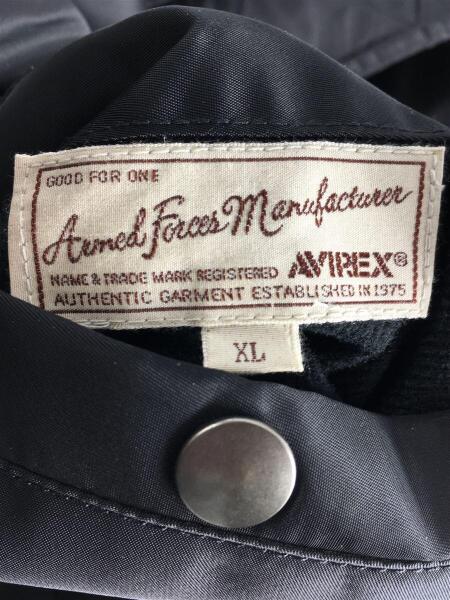 GOOD FOR ONE
Armed Forces Manufacturer
NAME & TRADE MARK REGISTERED AVIREX®
AUTHENTIC GARMENT ESTABLISHED IN 1975
XL